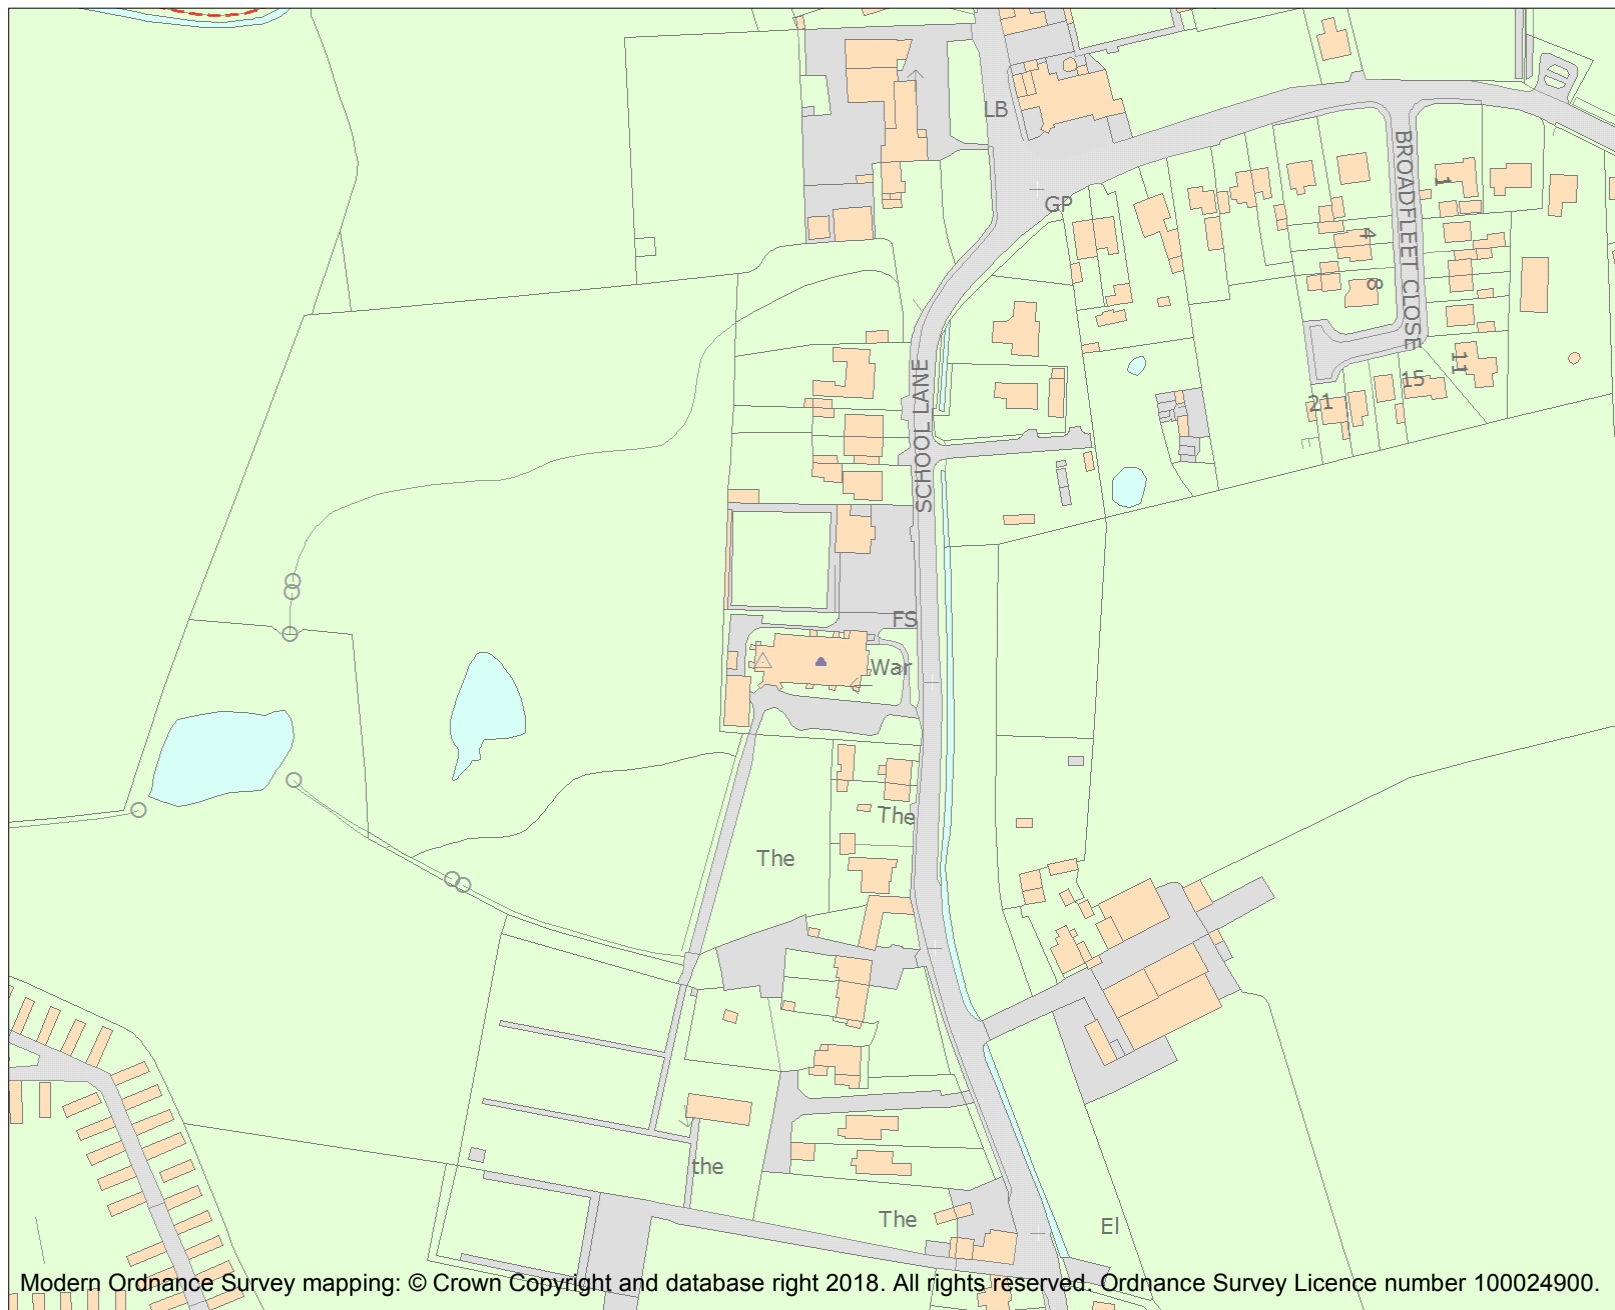 LB
GP
BROADFLEET CLOSE
1
4
8
11
15
21
SCHOOL LANE
FS
War
The
The
the
The
El
Modern Ordnance Survey mapping: © Crown Copyright and database right 2018. All rights reserved. Ordnance Survey Licence number 100024900.